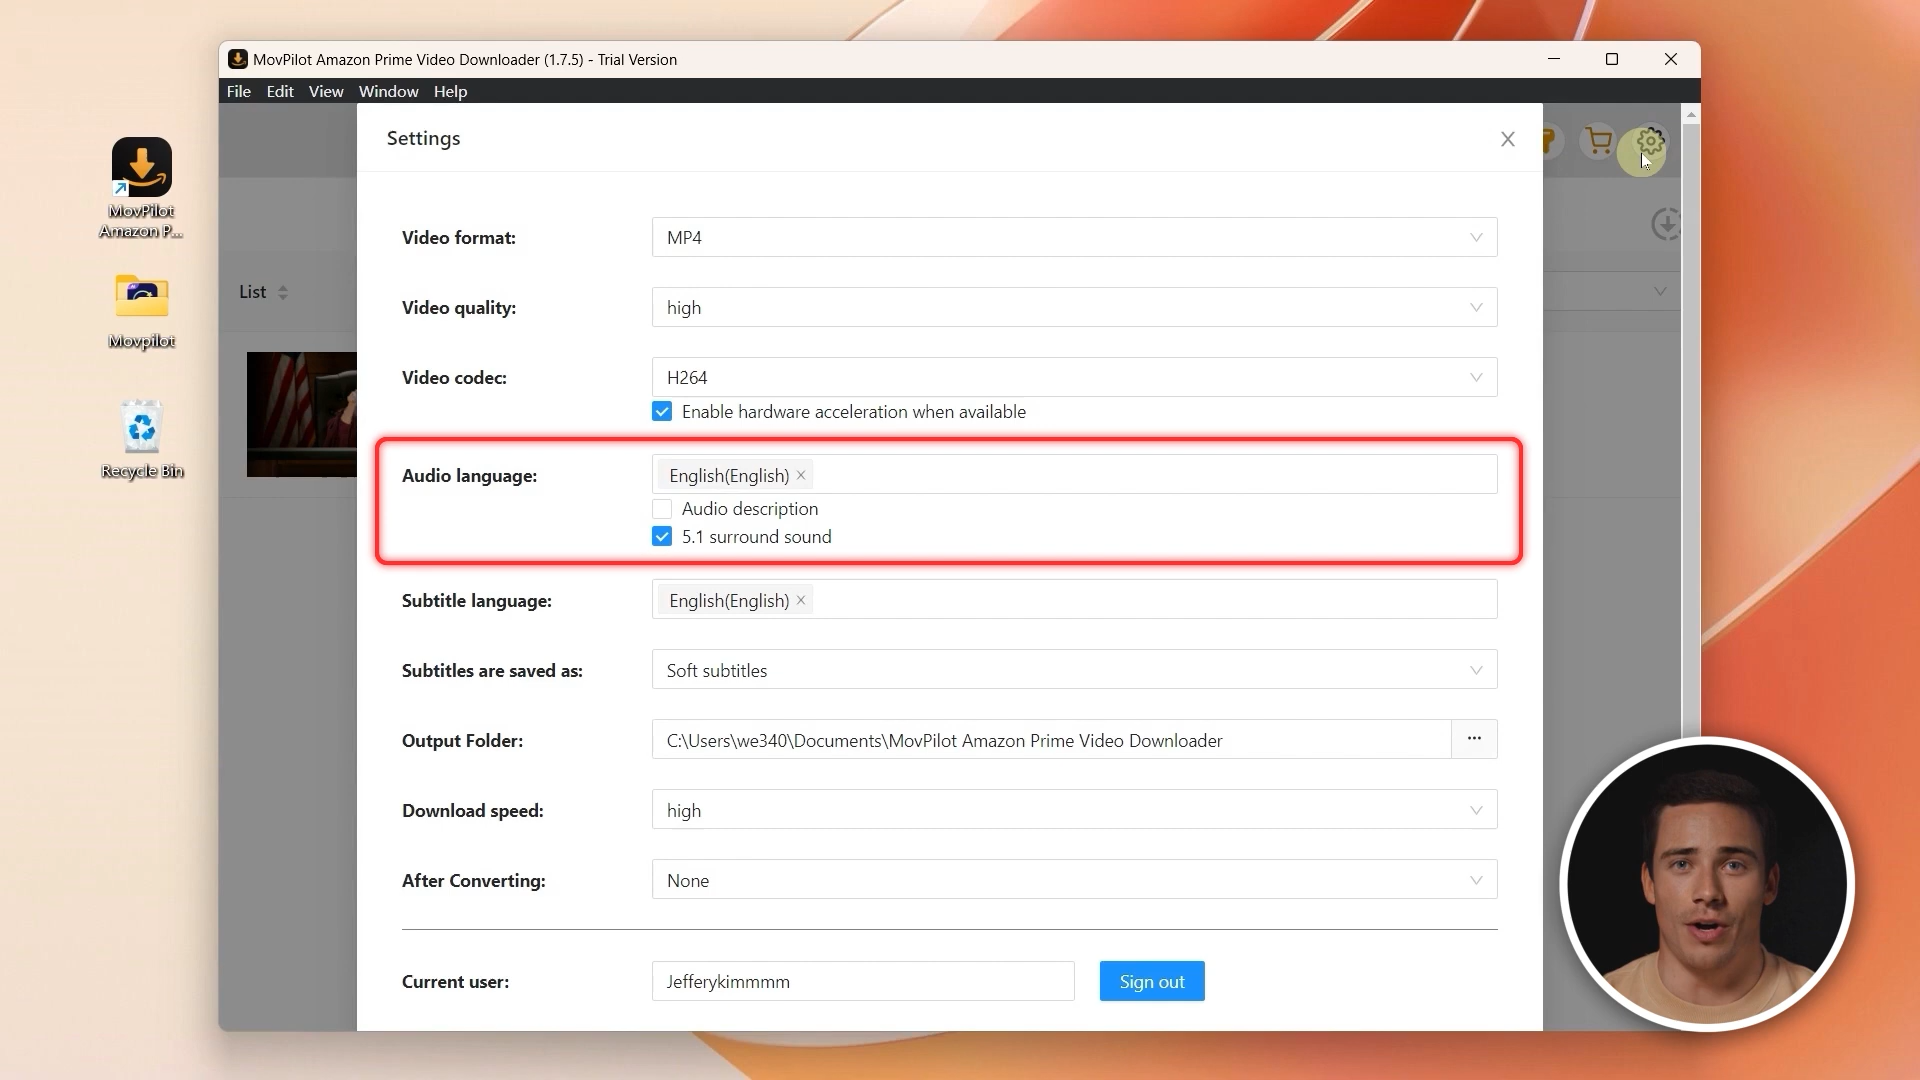 MovPilot Amazon Prime Video Downloader (1.7.5) - Trial Version
File Edit View Window Help
Settings
MovPilot
Amazon P...
Movpilot
Recycle Bin
List
Video format: MP4
Video quality: high
Video codec: H264
Enable hardware acceleration when available
Audio language: English(English)
Audio description
5.1 surround sound
Subtitle language: English(English)
Subtitles are saved as: Soft subtitles
Output Folder: C:\Users\we340\Documents\MovPilot Amazon Prime Video Downloader ...
Download speed: high
After Converting: None
Current user: Jefferykimmmm Sign out